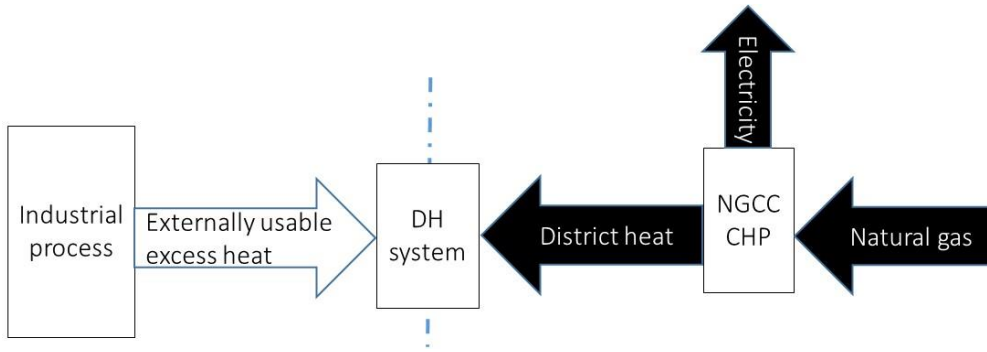 Electricity
Industrial
process
Externally usable
excess heat
DH
system
District heat
NGCC
CHP
Natural gas